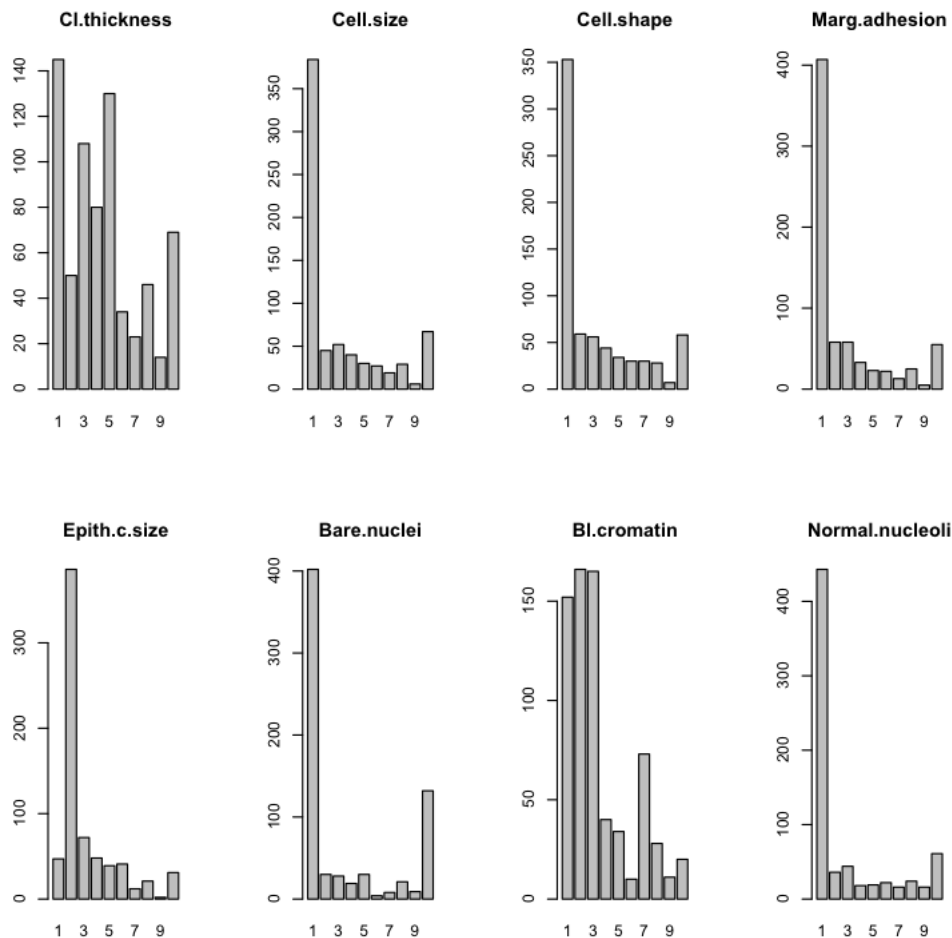 Cl.thickness
0 20 40 60 80 100 120 140
1 3 5 7 9
Cell.size
0 50 100 150 200 250 300 350
1 3 5 7 9
Cell.shape
0 50 100 150 200 250 300 350
1 3 5 7 9
Marg.adhesion
0 100 200 300 400
1 3 5 7 9
Epith.c.size
0 100 200 300
1 3 5 7 9
Bare.nuclei
0 100 200 300 400
1 3 5 7 9
Bl.cromatin
0 50 100 150
1 3 5 7 9
Normal.nucleoli
0 100 200 300 400
1 3 5 7 9